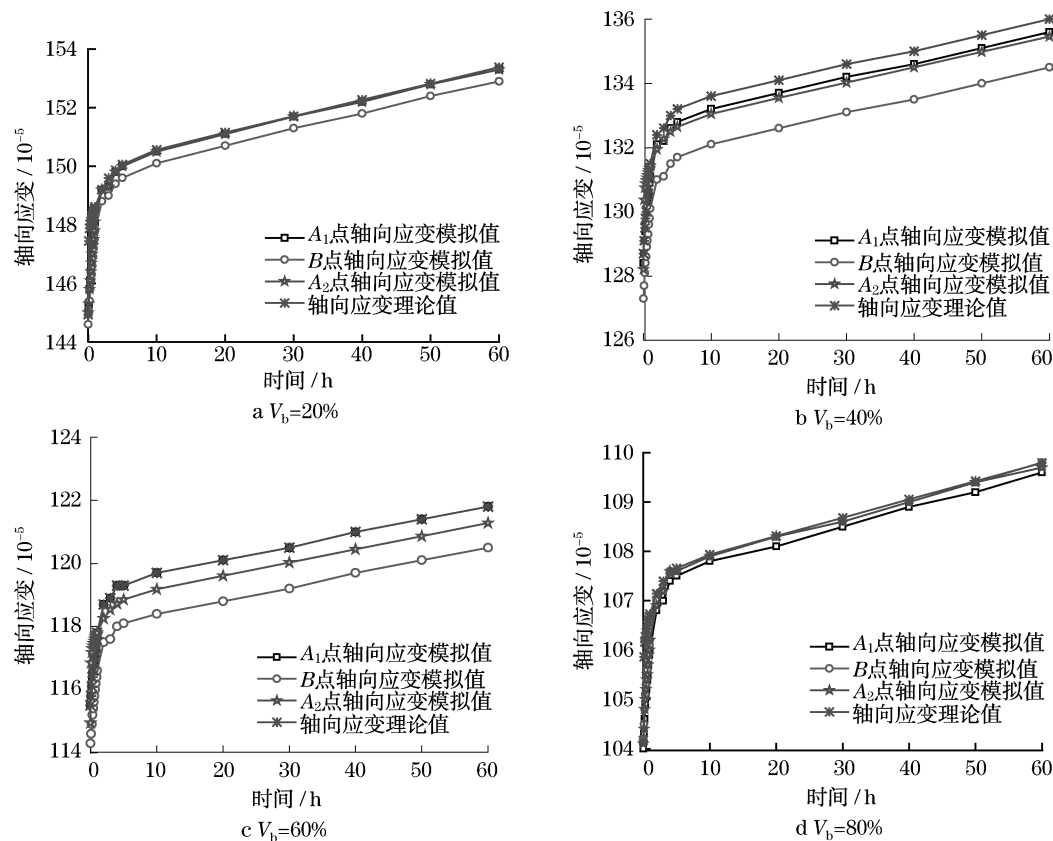 154
152
150
148
146
144
轴向应变 / 10⁻⁵
A₁点轴向应变模拟值
B点轴向应变模拟值
A₂点轴向应变模拟值
轴向应变理论值
0 10 20 30 40 50 60
时间 / h
a V_b=20%
136
134
132
130
128
126
轴向应变 / 10⁻⁵
A₁点轴向应变模拟值
B点轴向应变模拟值
A₂点轴向应变模拟值
轴向应变理论值
0 10 20 30 40 50 60
时间 / h
b V_b=40%
124
122
120
118
116
114
轴向应变 / 10⁻⁵
A₁点轴向应变模拟值
B点轴向应变模拟值
A₂点轴向应变模拟值
轴向应变理论值
0 10 20 30 40 50 60
时间 / h
c V_b=60%
110
109
108
107
106
105
104
轴向应变 / 10⁻⁵
A₁点轴向应变模拟值
B点轴向应变模拟值
A₂点轴向应变模拟值
轴向应变理论值
0 10 20 30 40 50 60
时间 / h
d V_b=80%